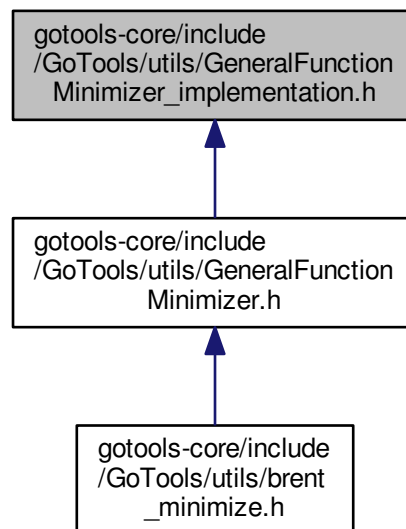 gotools-core/include
/GoTools/utils/GeneralFunction
Minimizer_implementation.h
gotools-core/include
/GoTools/utils/GeneralFunction
Minimizer.h
gotools-core/include
/GoTools/utils/brent
_minimize.h